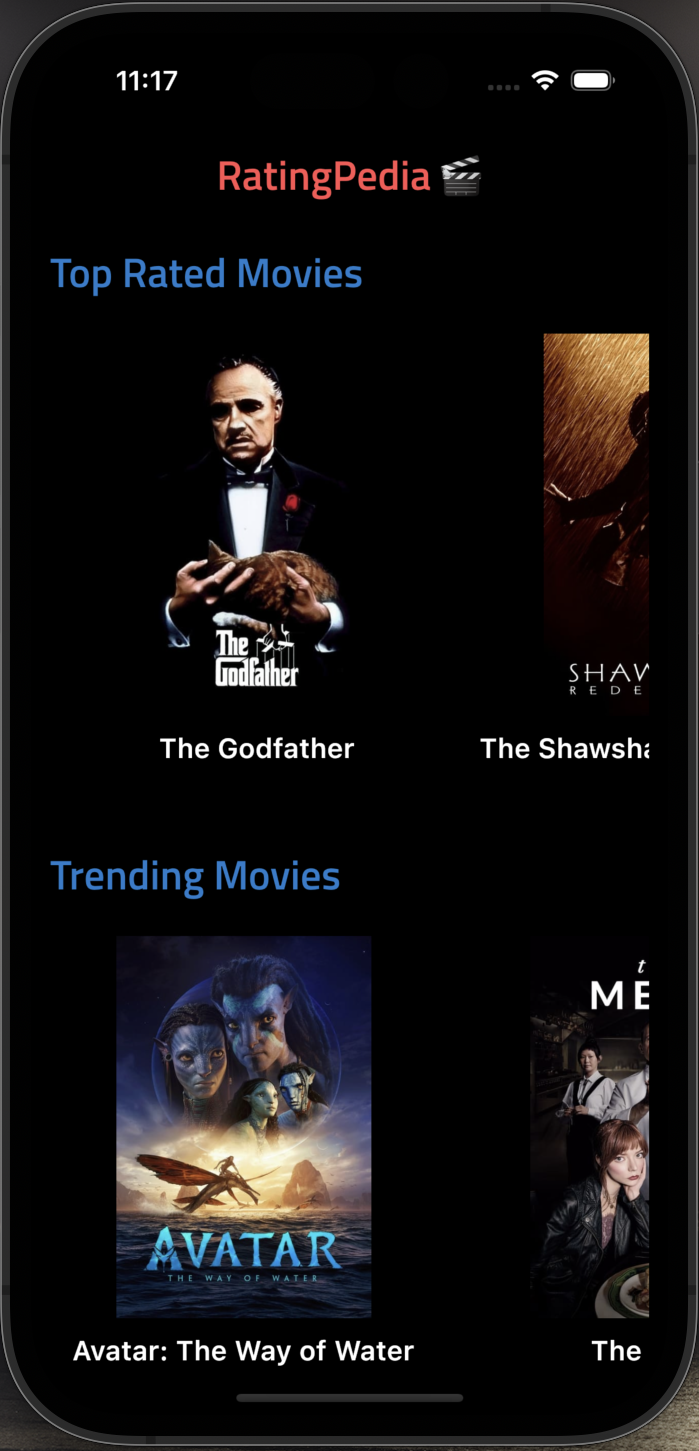 11:17
RatingPedia
Top Rated Movies
The
Godfather
SHAW
REDE
The Godfather
The Shawsha
Trending Movies
t
ME
AVATAR
THE WAY OF WATER
Avatar: The Way of Water
The